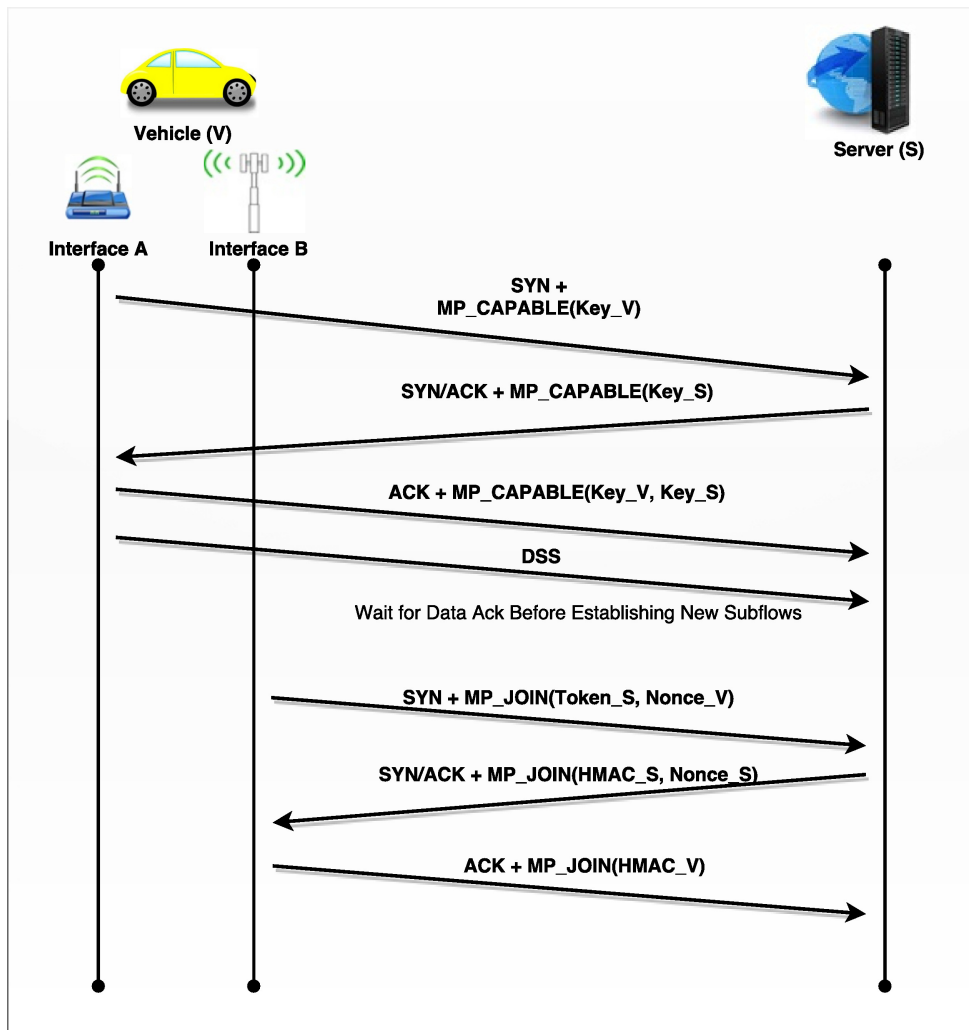 Vehicle (V)
Server (S)
Interface A
Interface B
SYN +
MP_CAPABLE(Key_V)
SYN/ACK + MP_CAPABLE(Key_S)
ACK + MP_CAPABLE(Key_V, Key_S)
DSS
Wait for Data Ack Before Establishing New Subflows
SYN + MP_JOIN(Token_S, Nonce_V)
SYN/ACK + MP_JOIN(HMAC_S, Nonce_S)
ACK + MP_JOIN(HMAC_V)